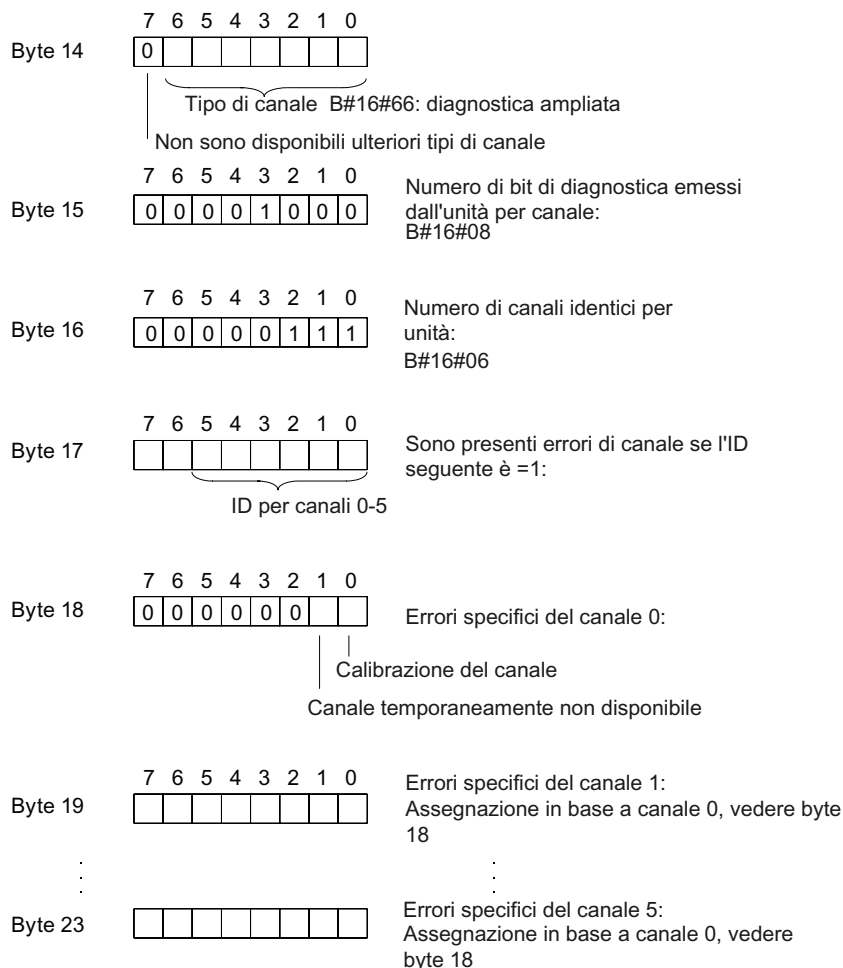 7 6 5 4 3 2 1 0
Byte 14
0
Tipo di canale B#16#66: diagnostica ampliata
Non sono disponibili ulteriori tipi di canale
7 6 5 4 3 2 1 0
Byte 15
0 0 0 0 1 0 0 0
Numero di bit di diagnostica emessi
dall'unità per canale:
B#16#08
7 6 5 4 3 2 1 0
Byte 16
0 0 0 0 0 1 1 1
Numero di canali identici per
unità:
B#16#06
7 6 5 4 3 2 1 0
Byte 17
Sono presenti errori di canale se l'ID
seguente è =1:
ID per canali 0-5
7 6 5 4 3 2 1 0
Byte 18
0 0 0 0 0 0
Errori specifici del canale 0:
Calibrazione del canale
Canale temporaneamente non disponibile
7 6 5 4 3 2 1 0
Byte 19
Errori specifici del canale 1:
Assegnazione in base a canale 0, vedere byte
18
Byte 23
Errori specifici del canale 5:
Assegnazione in base a canale 0, vedere
byte 18